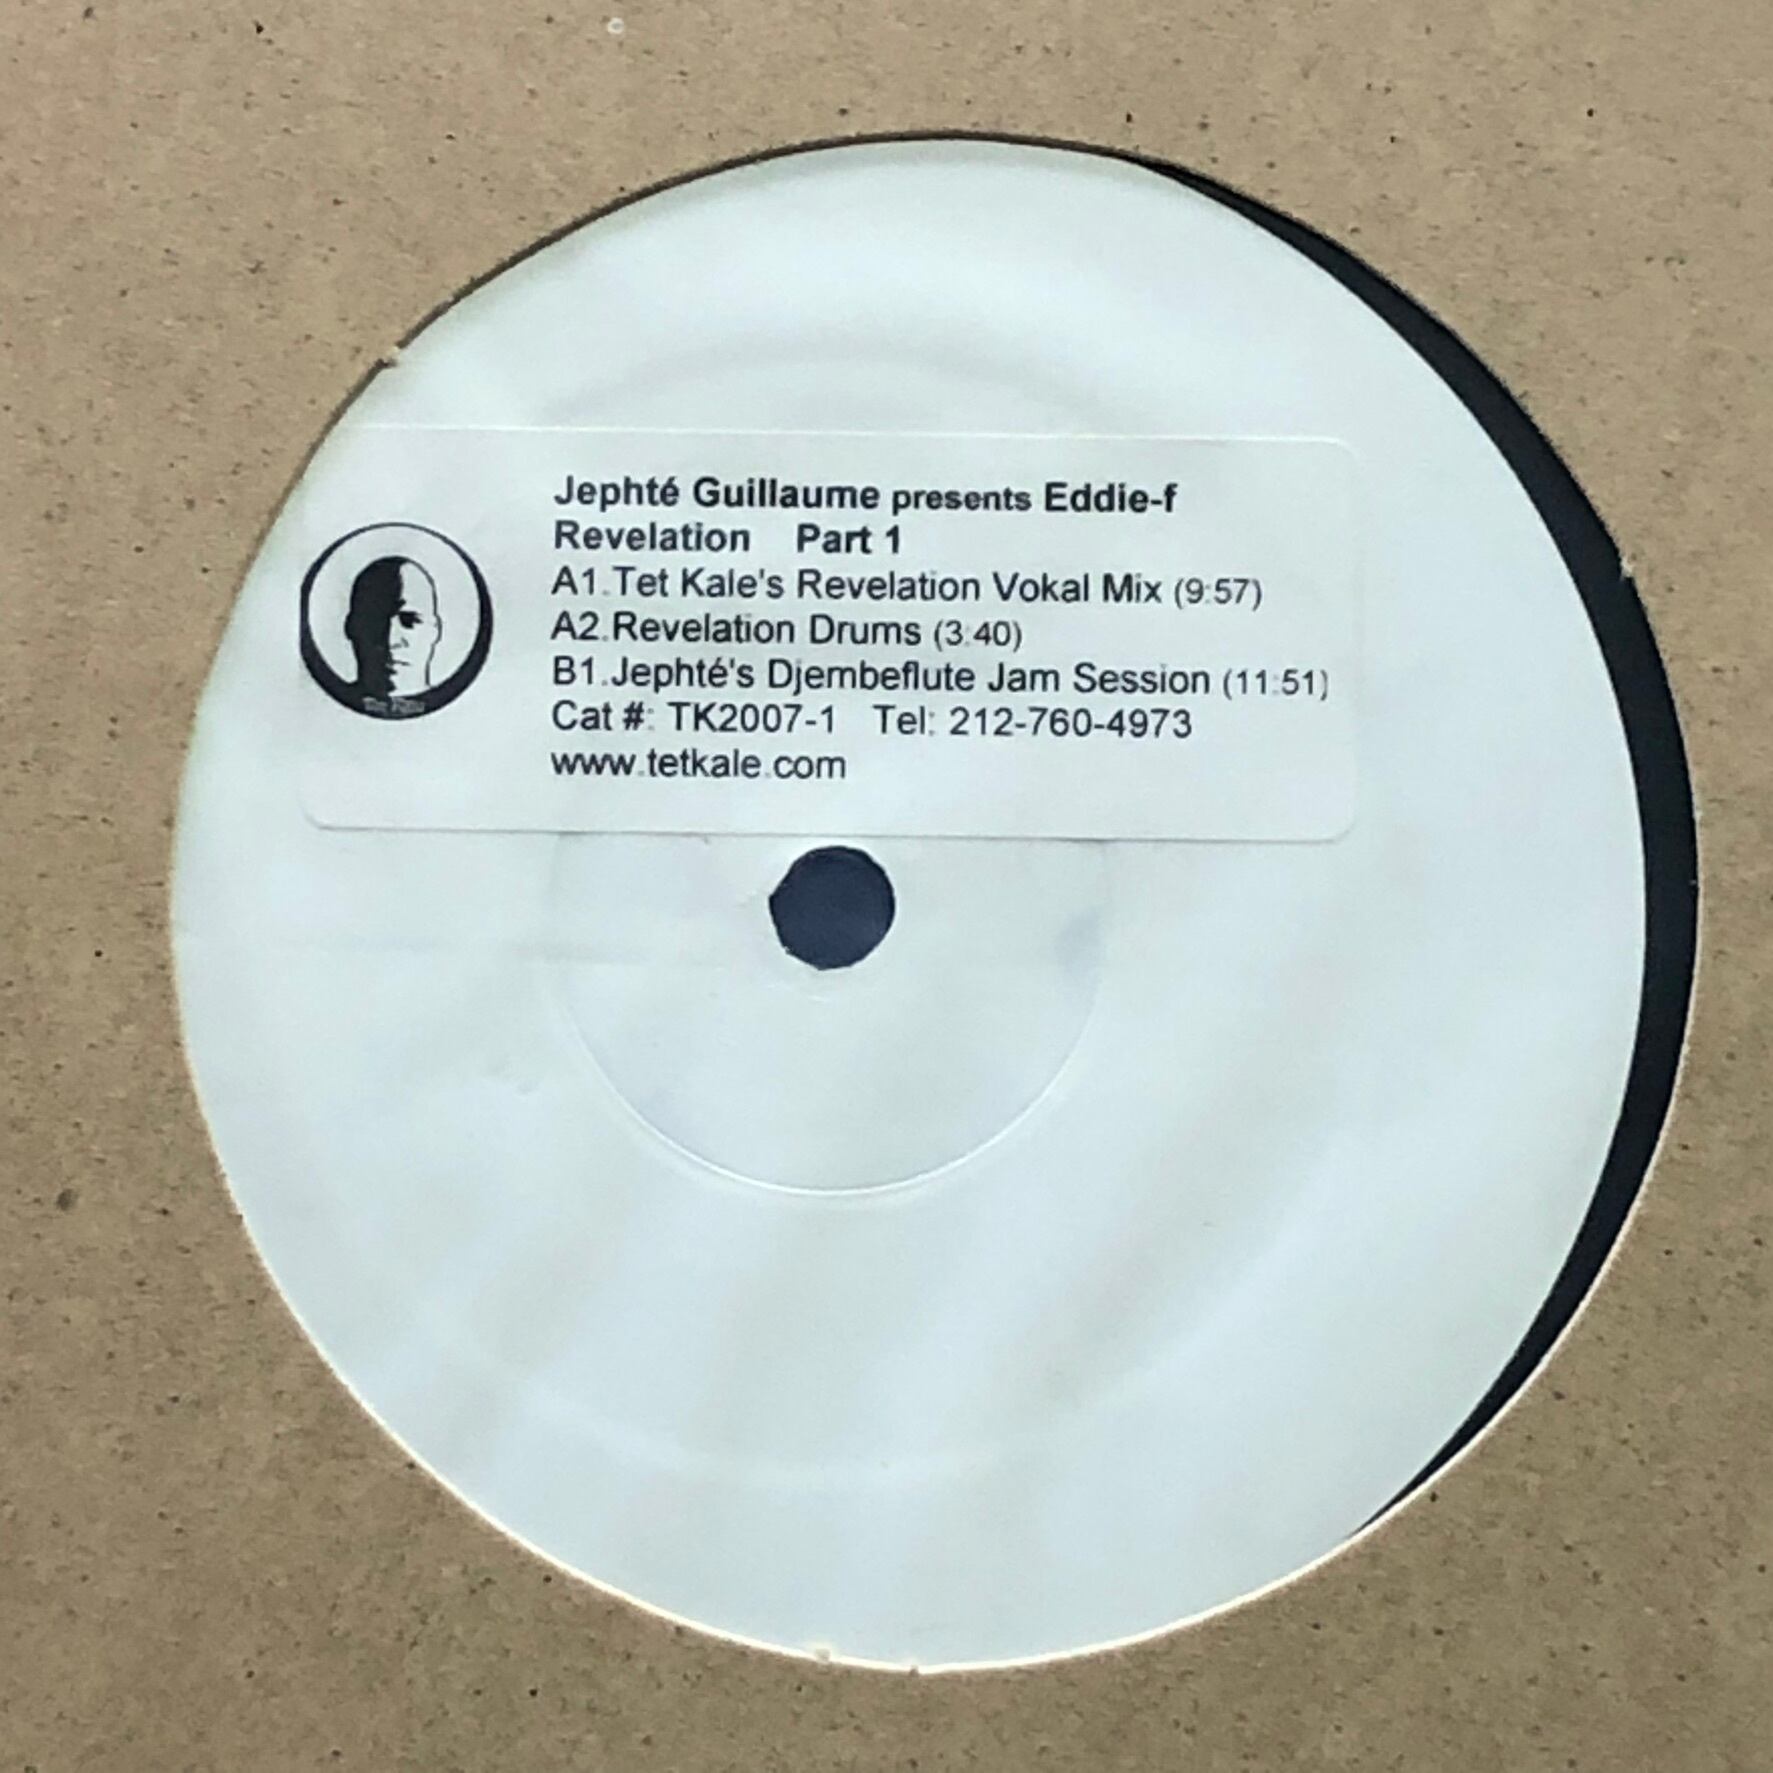 Jephté Guillaume presents Eddie-f
Revelation Part 1
A1.Tet Kale's Revelation Vokal Mix (9:57)
A2.Revelation Drums (3:40)
B1.Jephté's Djembeflute Jam Session (11:51)
Cat #: TK2007-1 Tel: 212-760-4973
www.tetkale.com